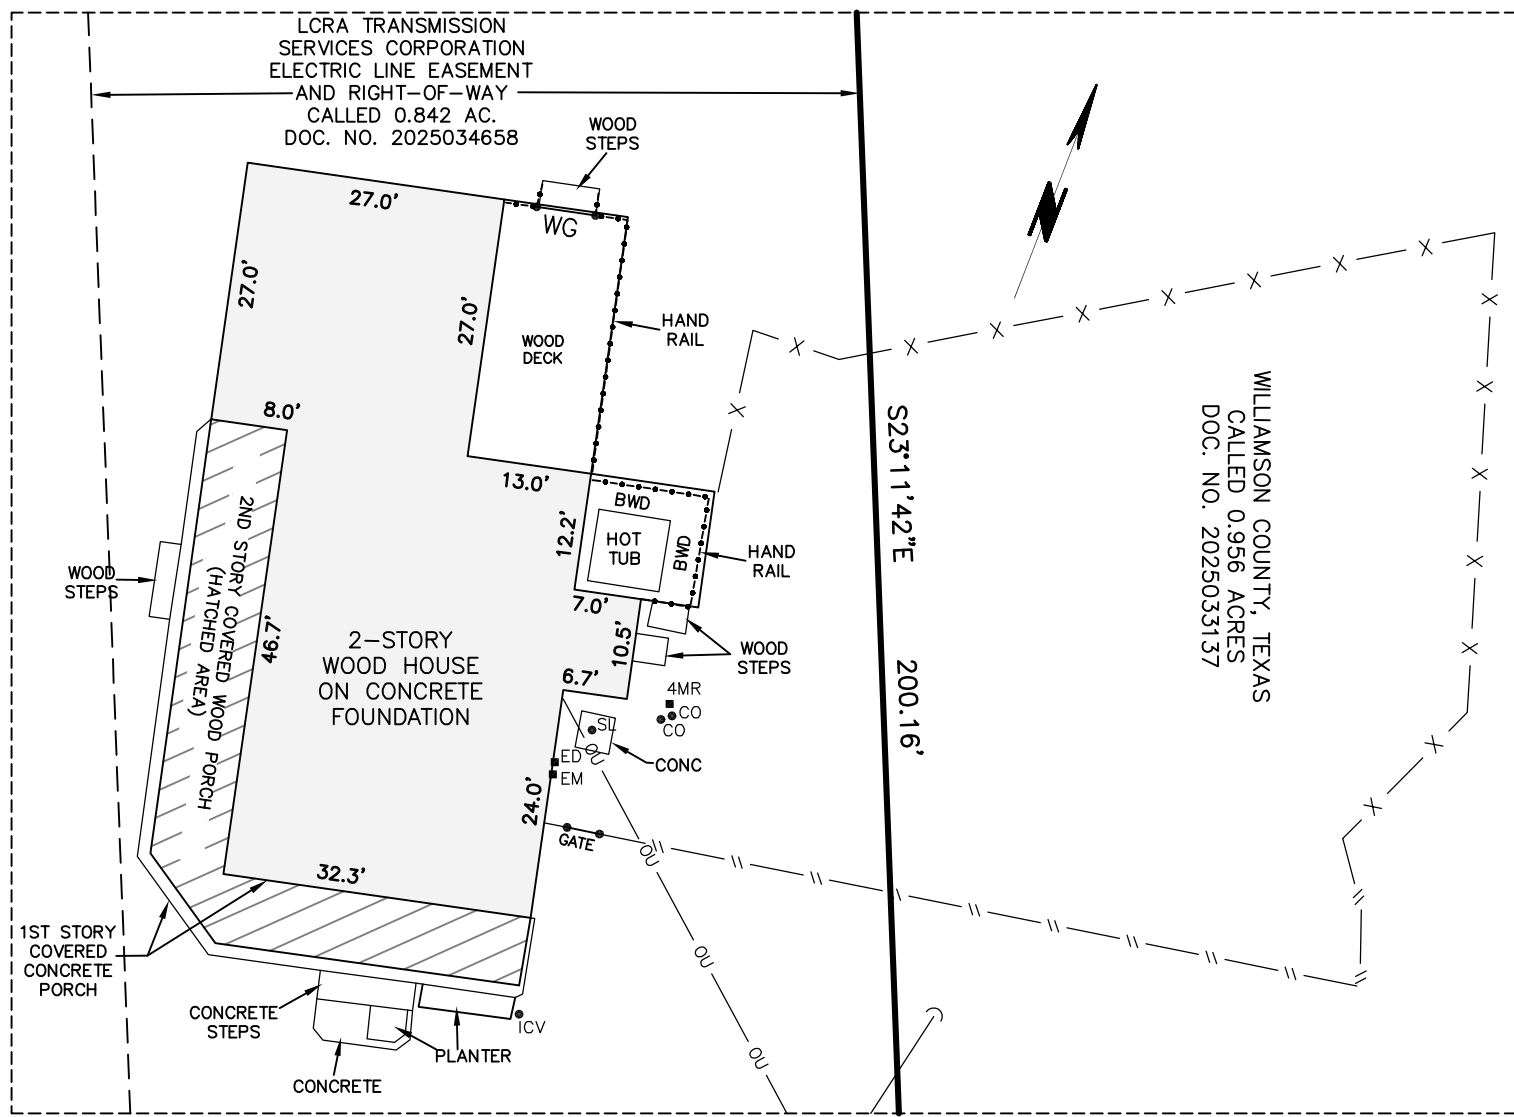 LCRA TRANSMISSION
SERVICES CORPORATION
ELECTRIC LINE EASEMENT
AND RIGHT-OF-WAY
CALLED 0.842 AC.
DOC. NO. 2025034658
WOOD
STEPS
27.0'
WG
27.0'
27.0'
WOOD
DECK
HAND
RAIL
8.0'
13.0'
BWD
12.2'
HOT
TUB
BWD
HAND
RAIL
7.0'
WOOD
STEPS
2ND STORY COVERED WOOD PORCH
(HATCHED AREA)
46.7'
2-STORY
WOOD HOUSE
ON CONCRETE
FOUNDATION
10.5'
WOOD
STEPS
6.7'
4MR
CO
CO
SL
OU
CONC
ED
EM
24.0'
GATE
OU
32.3'
1ST STORY
COVERED
CONCRETE
PORCH
OU
CONCRETE
STEPS
ICV
PLANTER
OU
CONCRETE
S23°11'42"E 200.16'
WILLIAMSON COUNTY, TEXAS
CALLED 0.956 ACRES
DOC. NO. 2025033137
N